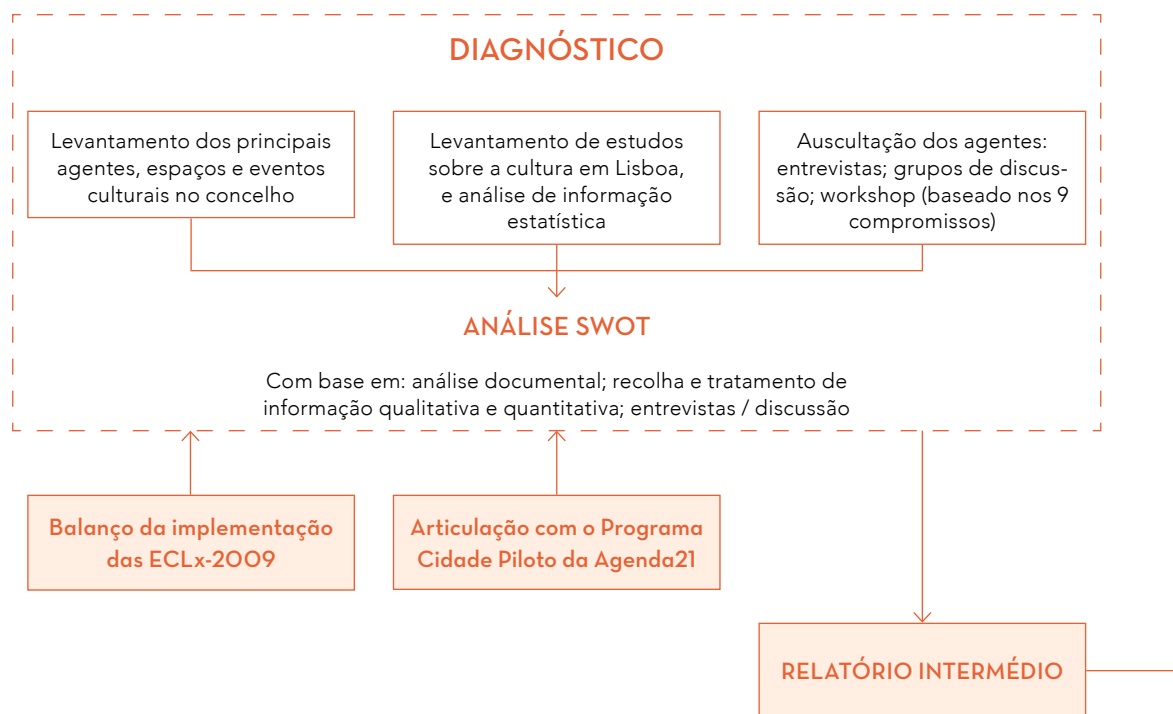 DIAGNÓSTICO
Levantamento dos principais
agentes, espaços e eventos
culturais no concelho
Levantamento de estudos
sobre a cultura em Lisboa,
e análise de informação
estatística
Auscultação dos agentes:
entrevistas; grupos de discus-
são; workshop (baseado nos 9
compromissos)
ANÁLISE SWOT
Com base em: análise documental; recolha e tratamento de
informação qualitativa e quantitativa; entrevistas / discussão
Balanço da implementação
das ECLx-2009
Articulação com o Programa
Cidade Piloto da Agenda21
RELATÓRIO INTERMÉDIO